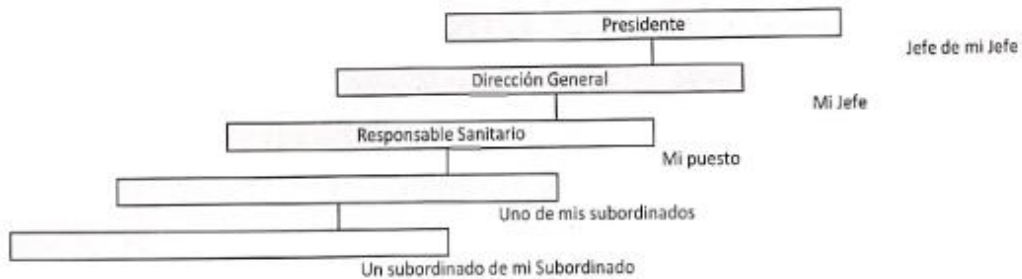 Presidente
Jefe de mi Jefe
Dirección General
Mi Jefe
Responsable Sanitario
Mi puesto
Uno de mis subordinados
Un subordinado de mi Subordinado